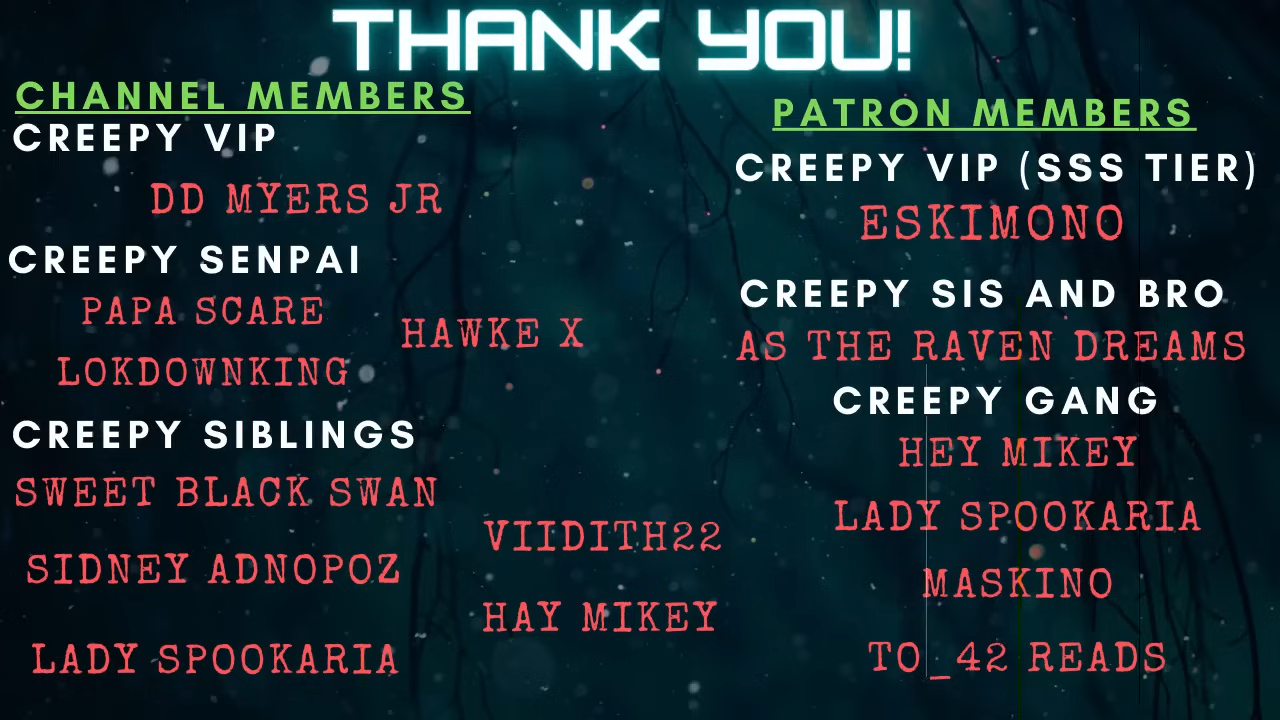 THANK YOU!
CHANNEL MEMBERS
CREEPY VIP
DD MYERS JR
CREEPY SENPAI
PAPA SCARE
HAWKE X
LOKDOWNKING
CREEPY SIBLINGS
SWEET BLACK SWAN
VIIDITH22
SIDNEY ADNOPOZ
HAY MIKEY
LADY SPOOKARIA
PATRON MEMBERS
CREEPY VIP (SSS TIER)
ESKIMONO
CREEPY SIS AND BRO
AS THE RAVEN DREAMS
CREEPY GANG
HEY MIKEY
LADY SPOOKARIA
MASKINO
TO_42 READS